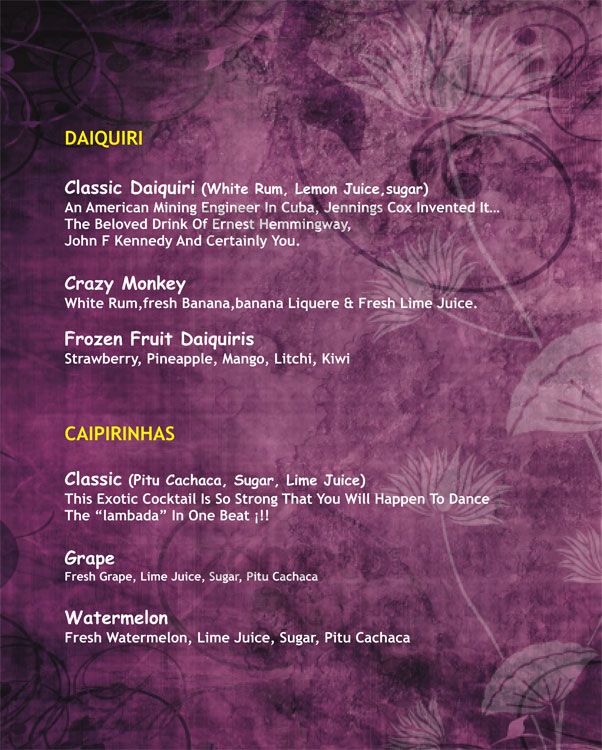 DAIQUIRI
Classic Daiquiri (White Rum, Lemon Juice,sugar)
An American Mining Engineer In Cuba, Jennings Cox Invented It...
The Beloved Drink Of Ernest Hemmingway,
John F Kennedy And Certainly You.
Crazy Monkey
White Rum,fresh Banana,banana Liquere & Fresh Lime Juice.
Frozen Fruit Daiquiris
Strawberry, Pineapple, Mango, Litchi, Kiwi
CAIPIRINHAS
Classic (Pitu Cachaca, Sugar, Lime Juice)
This Exotic Cocktail Is So Strong That You Will Happen To Dance
The “lambada” In One Beat ¡!!
Grape
Fresh Grape, Lime Juice, Sugar, Pitu Cachaca
Watermelon
Fresh Watermelon, Lime Juice, Sugar, Pitu Cachaca